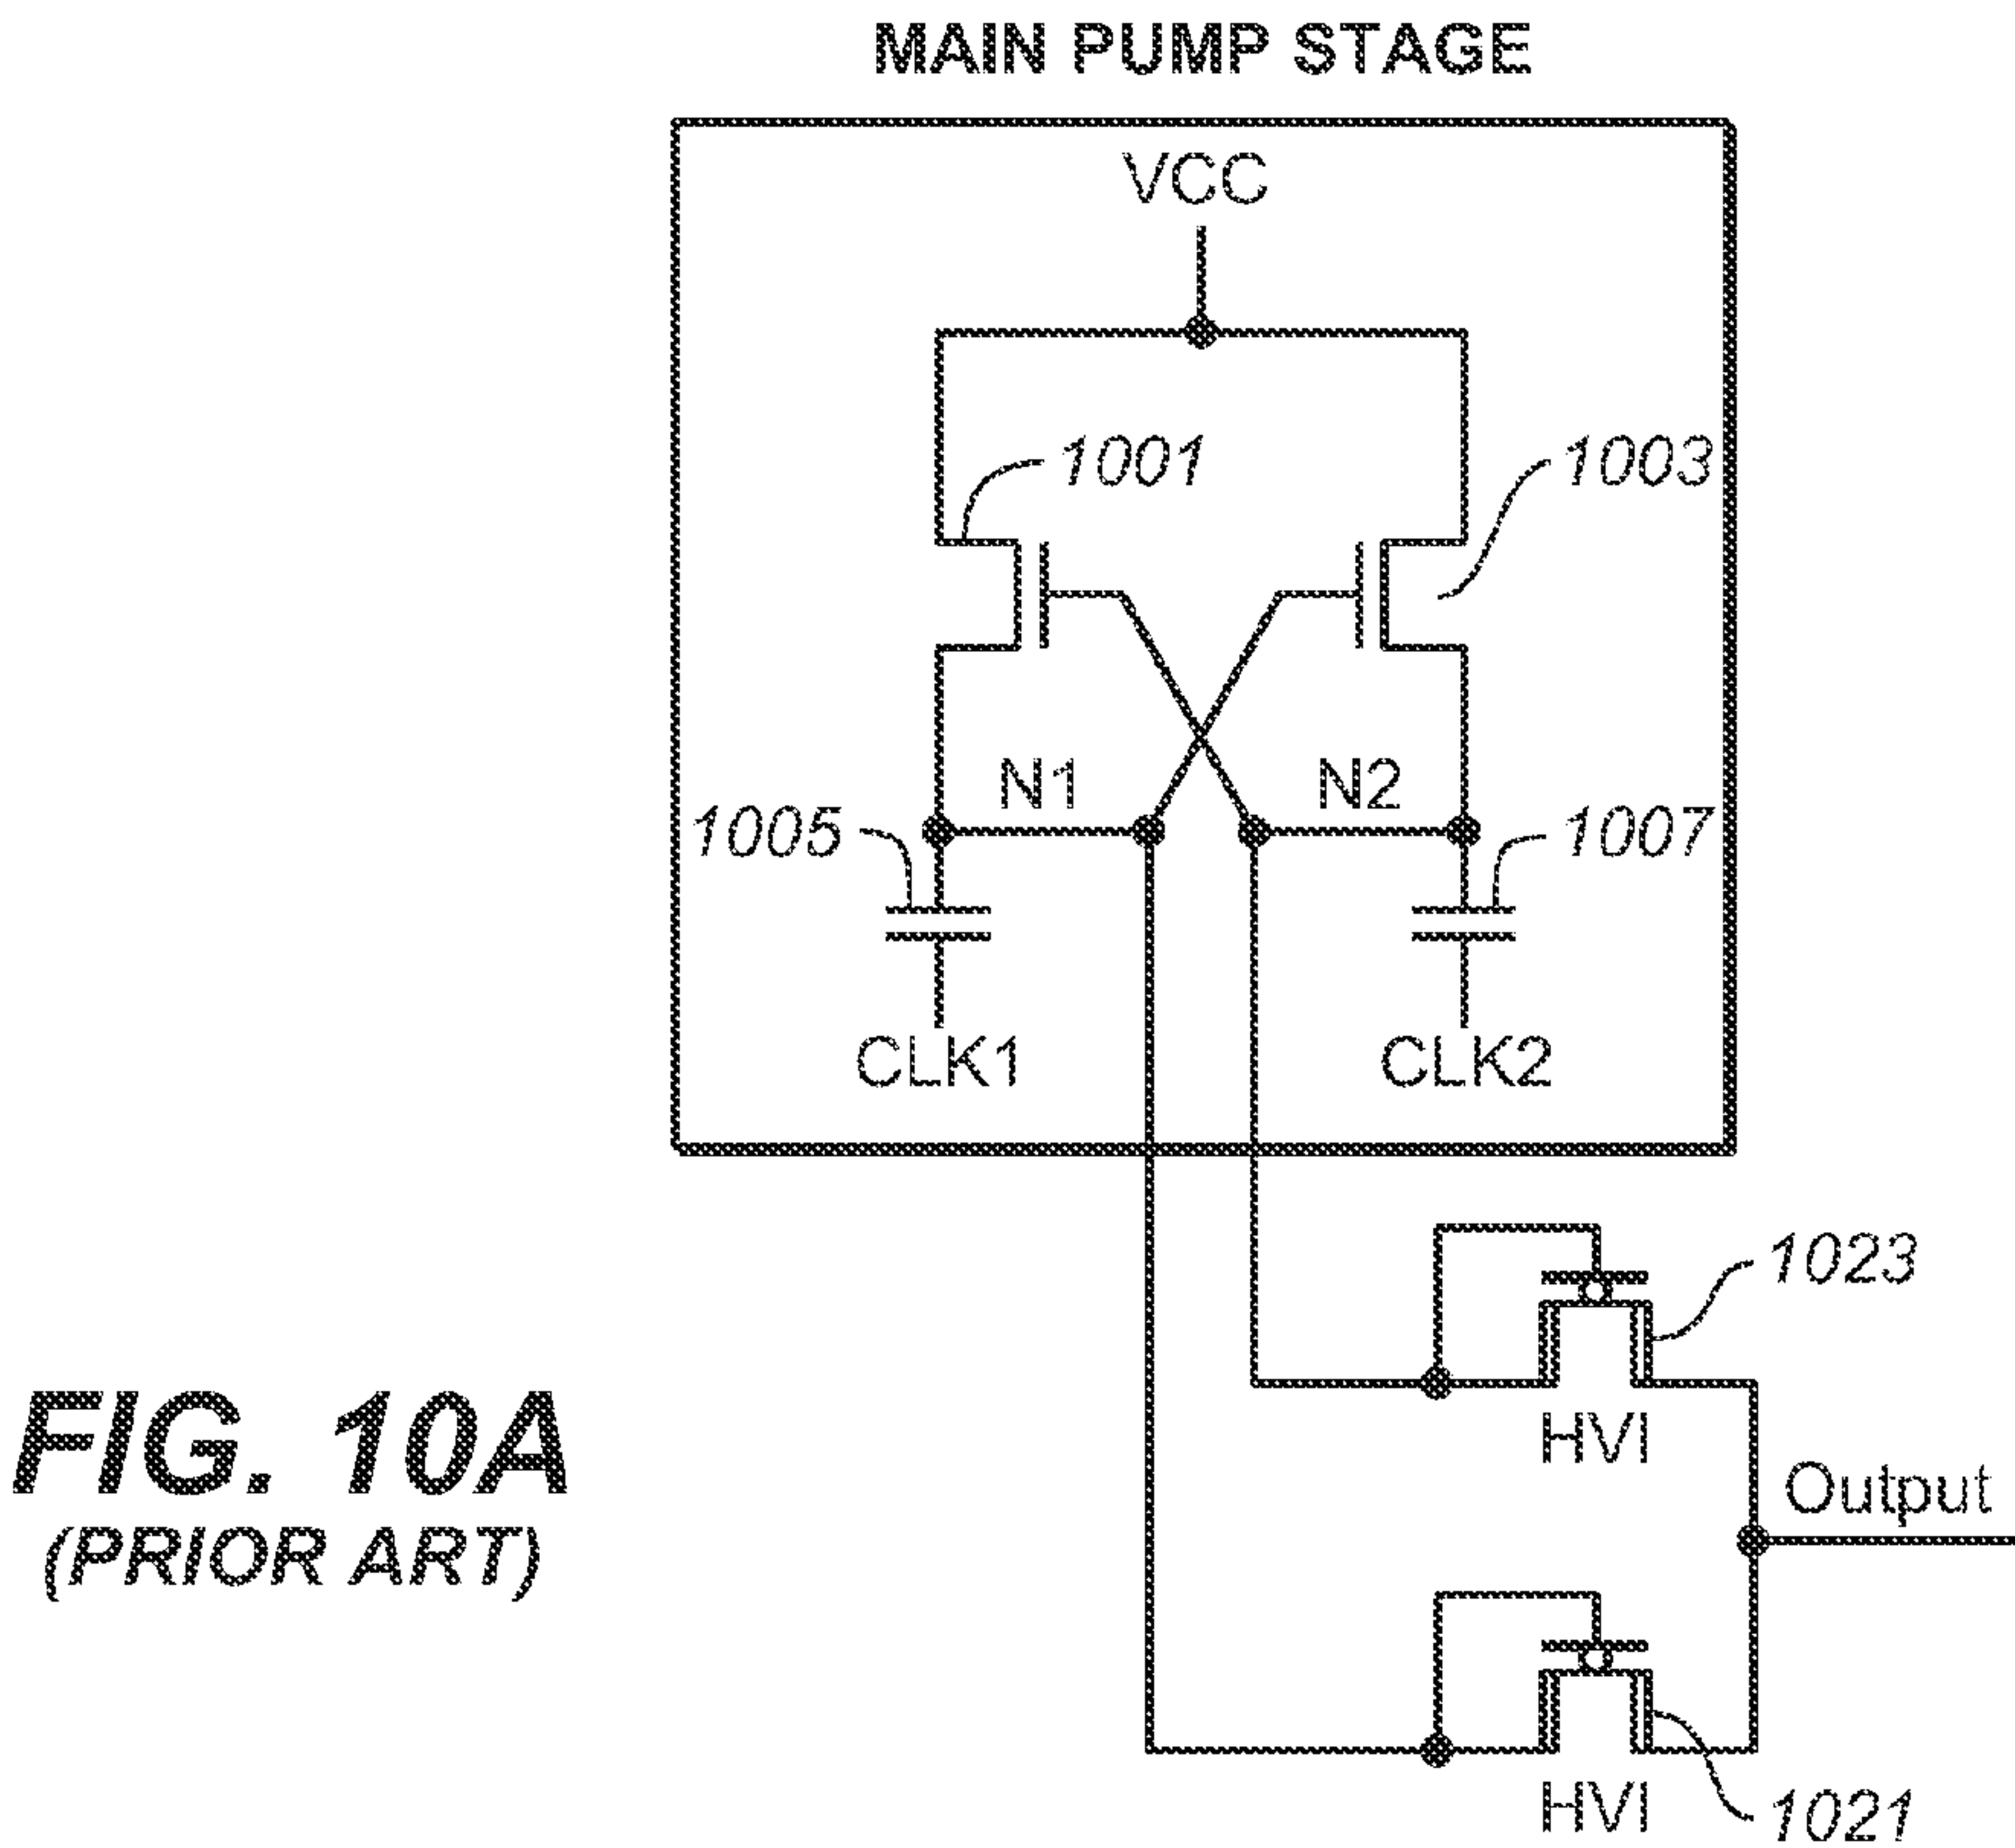 MAIN PUMP STAGE
VCC
1001
1003
N1
N2
1005
1007
CLK1
CLK2
1023
HVI
Output
HVI
1021
FIG. 10A
(PRIOR ART)